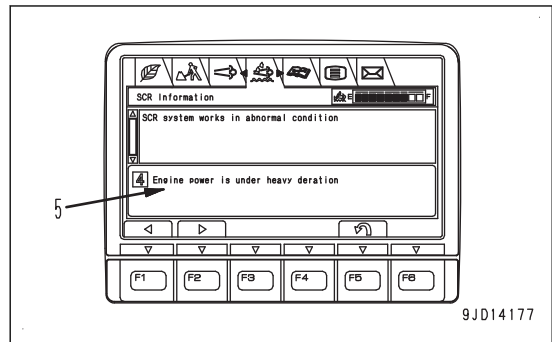 SCR Information
E
F
SCR system works in abnormal condition
4 Engine power is under heavy deration
5
F1 F2 F3 F4 F5 F6
9JD14177